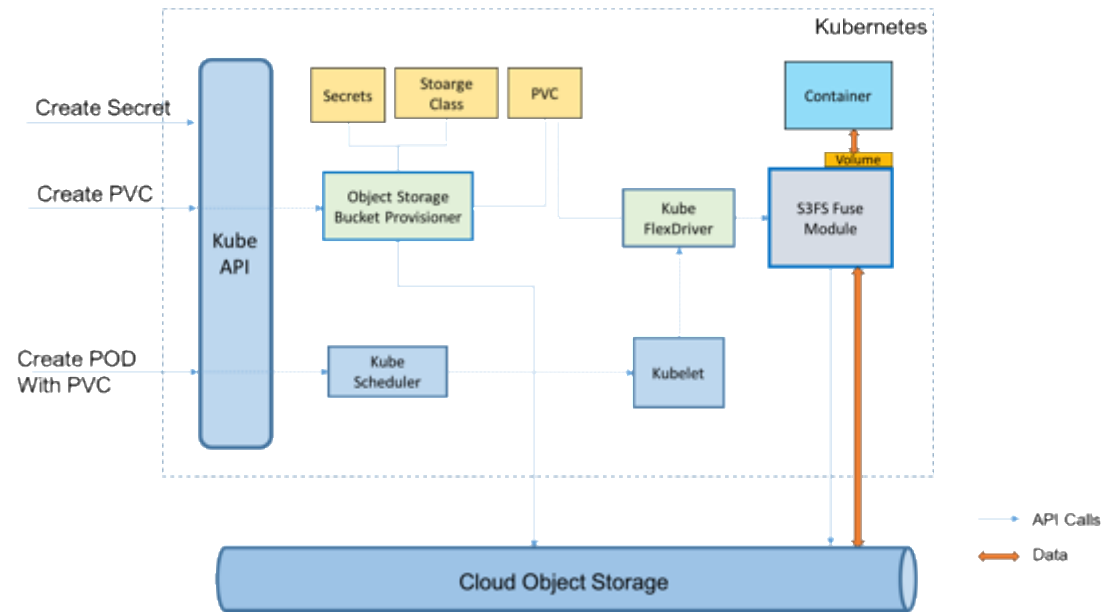 Kubernetes
Create Secret
Create PVC
Create POD
With PVC
Kube
API
Secrets
Stoarge
Class
PVC
Object Storage
Bucket Provisioner
Kube
Scheduler
Kube
FlexDriver
Kubelet
Container
Volume
S3FS Fuse
Module
API Calls
Data
Cloud Object Storage